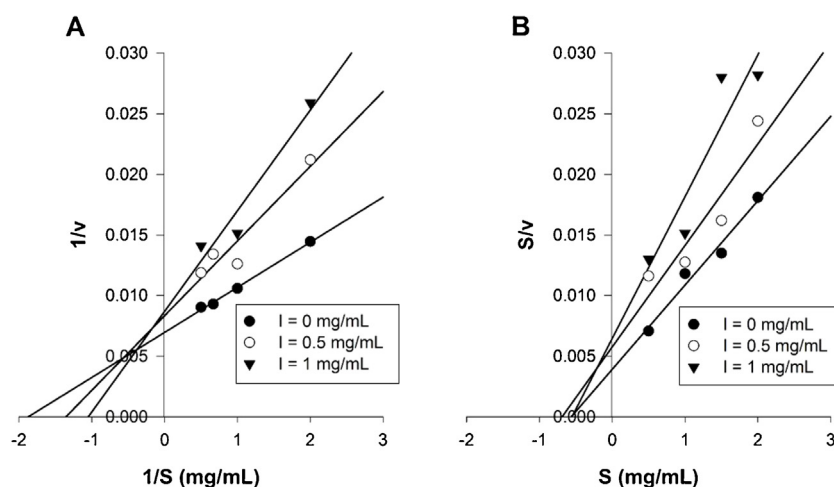 A
0.030
0.025
0.020
0.015
0.010
0.005
0.000
1/v
I = 0 mg/mL
I = 0.5 mg/mL
I = 1 mg/mL
-2 -1 0 1 2 3
1/S (mg/mL)
B
0.030
0.025
0.020
0.015
0.010
0.005
0.000
S/v
I = 0 mg/mL
I = 0.5 mg/mL
I = 1 mg/mL
-2 -1 0 1 2 3
S (mg/mL)